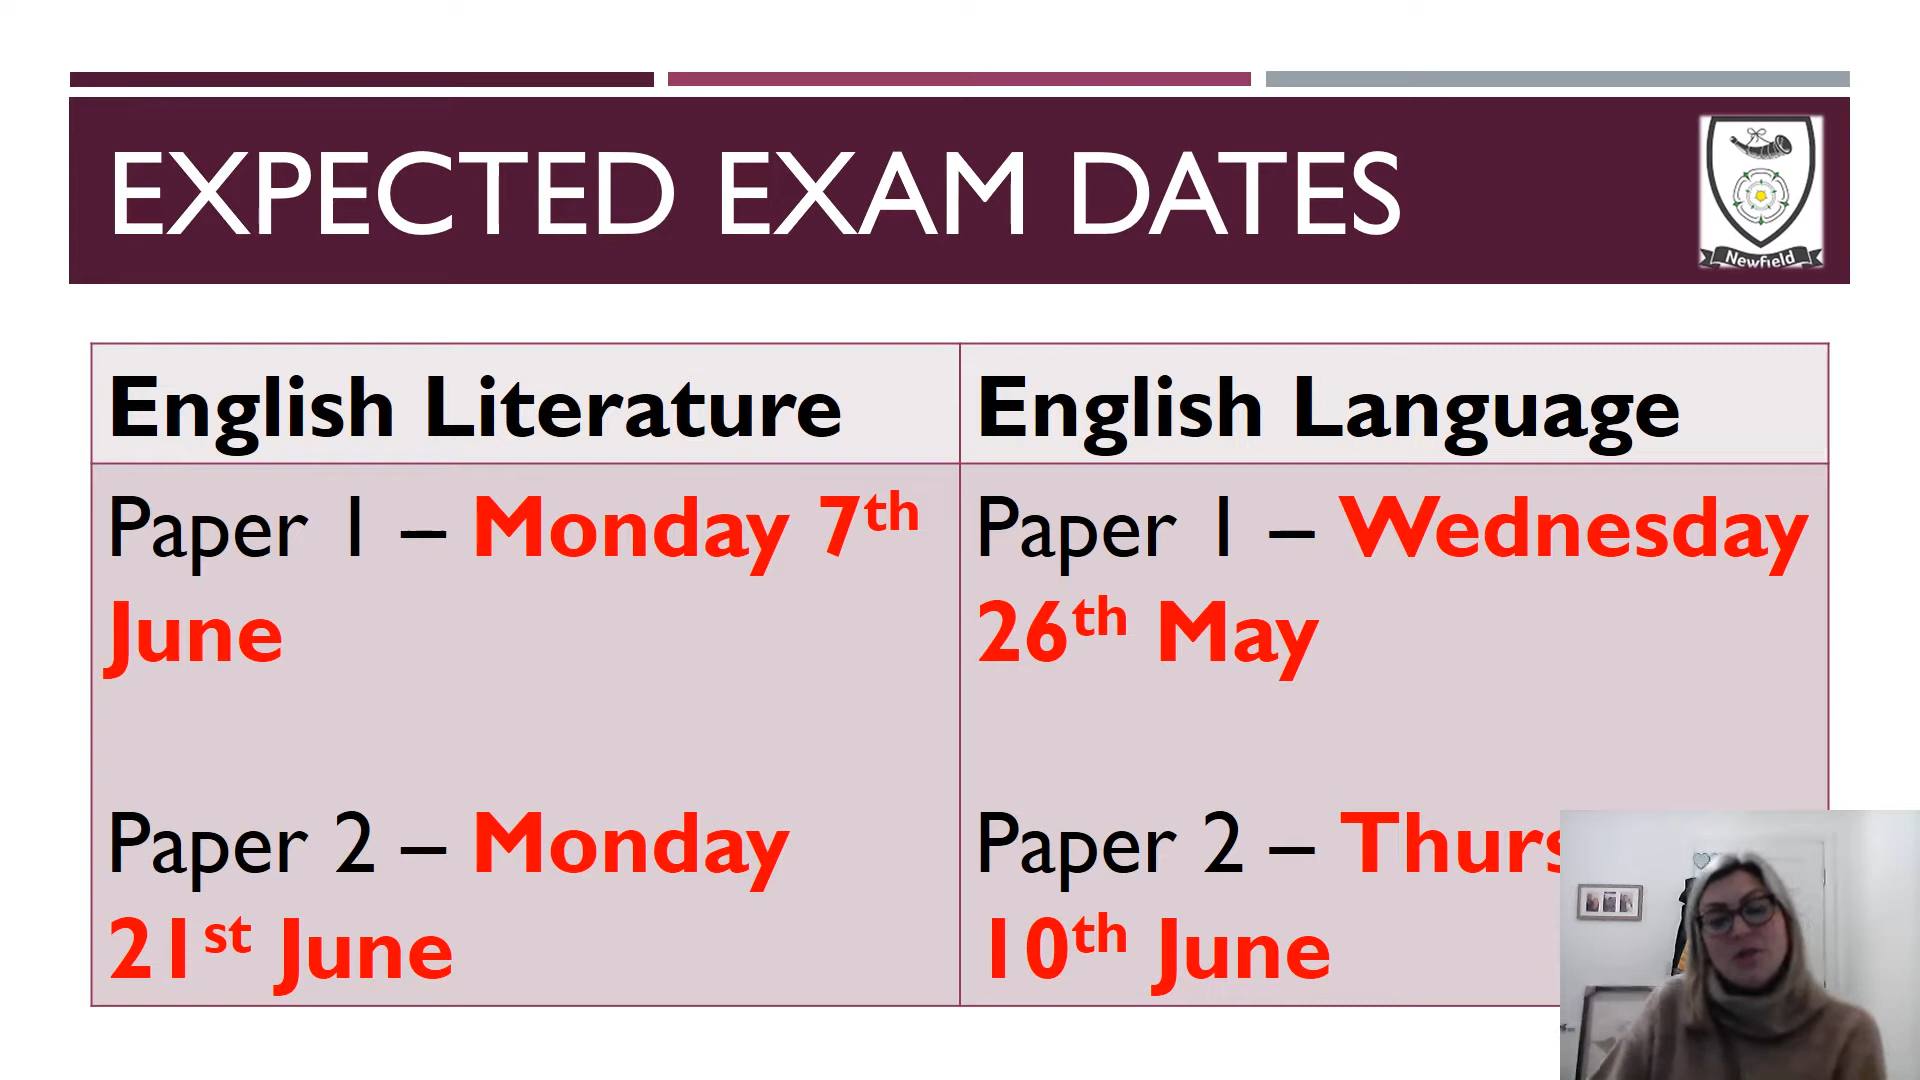 EXPECTED EXAM DATES
Newfield
English Literature
Paper 1 – Monday 7th
June
Paper 2 – Monday
21st June
English Language
Paper 1 – Wednesday
26th May
Paper 2 –
10th June